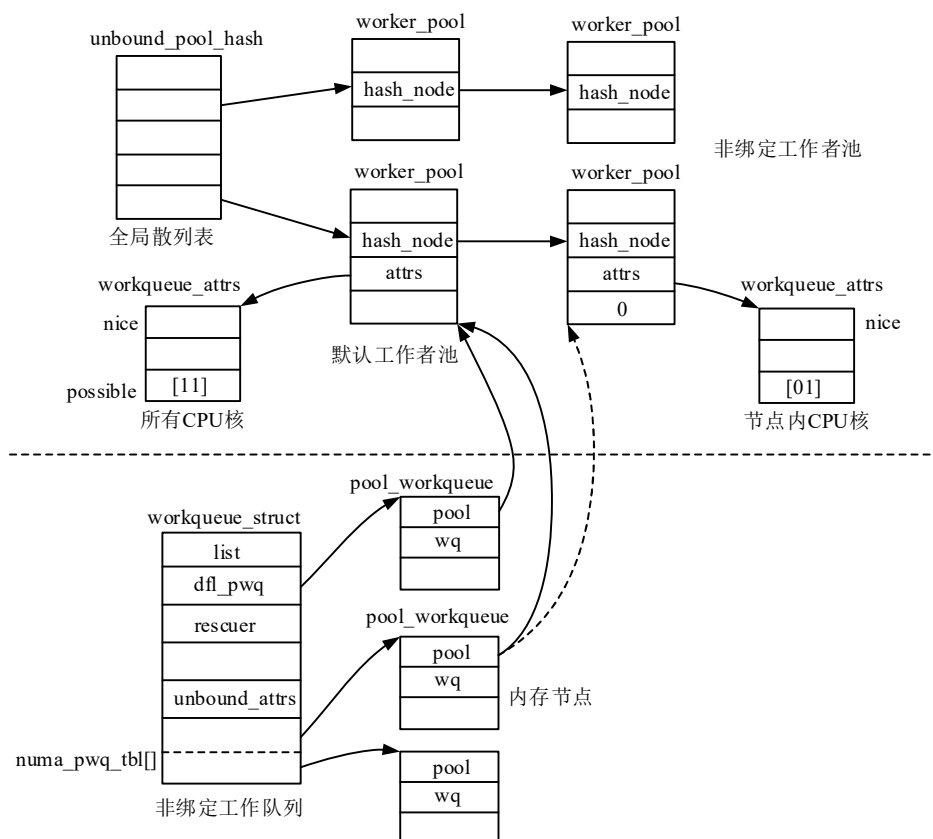 worker_pool
worker_pool
unbound_pool_hash
hash_node
hash_node
非绑定工作者池
worker_pool
worker_pool
全局散列表
hash_node
hash_node
attrs
attrs
workqueue_attrs
workqueue_attrs
0
nice
nice
默认工作者池
possible
[11]
[01]
所有CPU核
节点内CPU核
pool_workqueue
workqueue_struct
pool
wq
list
dfl_pwq
rescuer
pool_workqueue
pool
wq
unbound_attrs
内存节点
numa_pwq_tbl[]
pool
wq
非绑定工作队列